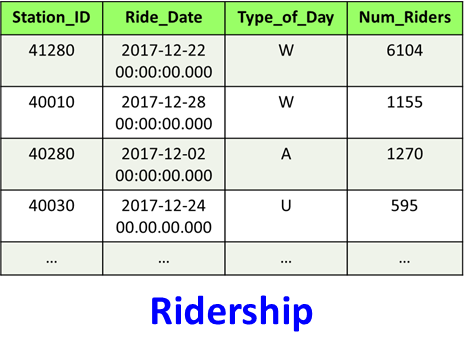 Station_ID Ride_Date Type_of_Day Num_Riders
41280 2017-12-22 W 6104
00:00:00.000
40010 2017-12-28 W 1155
00:00:00.000
40280 2017-12-02 A 1270
00:00:00.000
40030 2017-12-24 U 595
00.00.00.000
... ... ... ...
Ridership